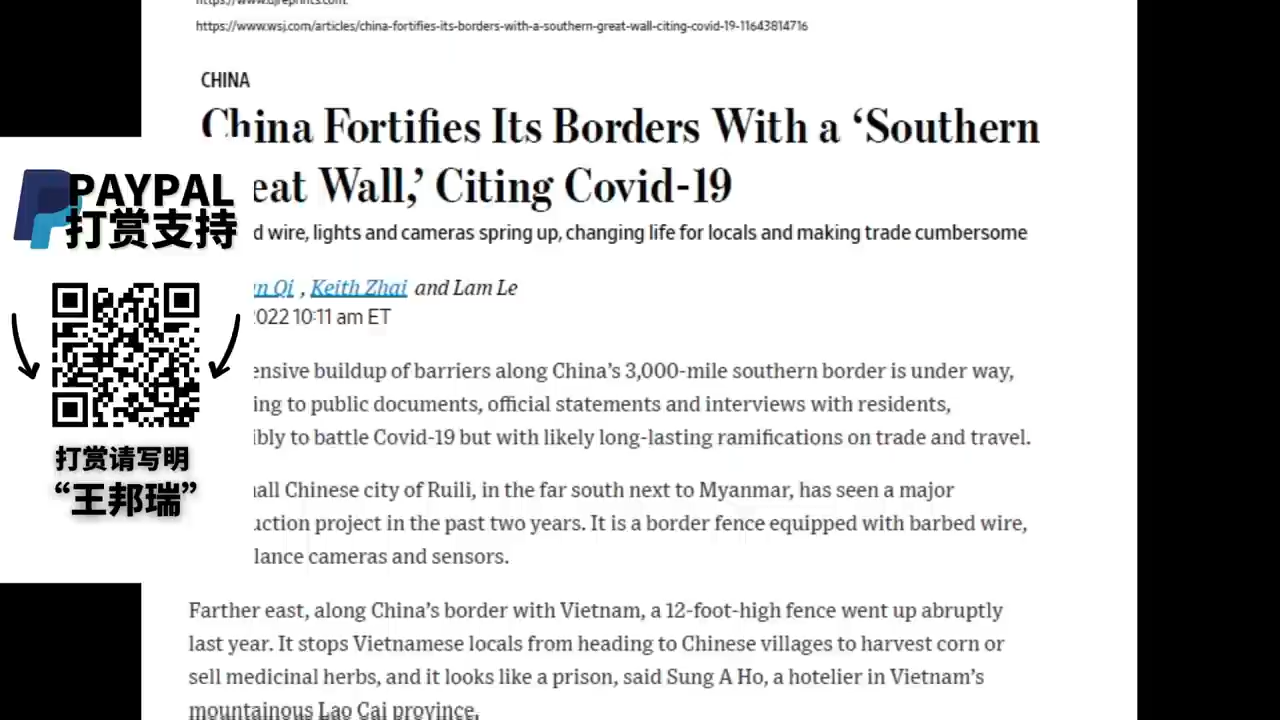 https://www.djreprints.com.
https://www.wsj.com/articles/china-fortifies-its-borders-with-a-southern-great-wall-citing-covid-19-11643814716
CHINA
China Fortifies Its Borders With a ‘Southern
eat Wall,’ Citing Covid-19
d wire, lights and cameras spring up, changing life for locals and making trade cumbersome
n Qi , Keith Zhai and Lam Le
2022 10:11 am ET
ensive buildup of barriers along China’s 3,000-mile southern border is under way,
ing to public documents, official statements and interviews with residents,
ibly to battle Covid-19 but with likely long-lasting ramifications on trade and travel.
all Chinese city of Ruili, in the far south next to Myanmar, has seen a major
uction project in the past two years. It is a border fence equipped with barbed wire,
lance cameras and sensors.
Farther east, along China’s border with Vietnam, a 12-foot-high fence went up abruptly
last year. It stops Vietnamese locals from heading to Chinese villages to harvest corn or
sell medicinal herbs, and it looks like a prison, said Sung A Ho, a hotelier in Vietnam’s
mountainous Lao Cai province.
PAYPAL
打赏支持
打赏请写明
“王邦瑞”